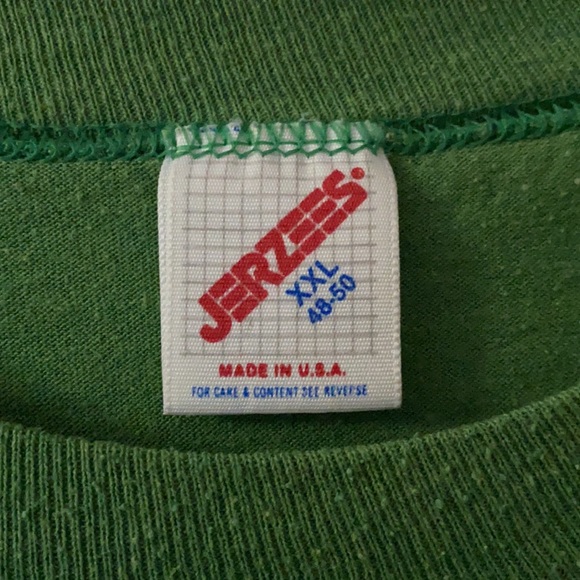 JERZEES®
XXL
48-50
MADE IN U.S.A.
FOR CARE & CONTENT SEE REVERSE